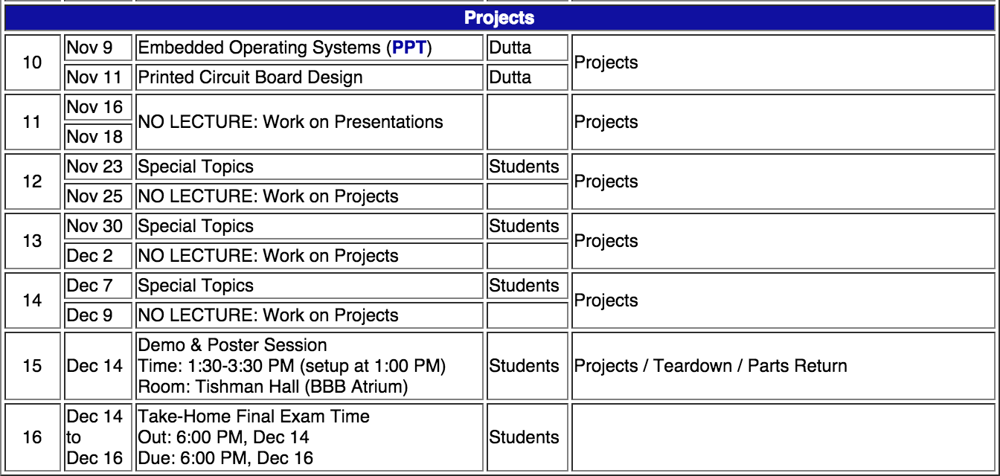 Projects
10
Nov 9
Embedded Operating Systems (PPT)
Dutta
Projects
Nov 11
Printed Circuit Board Design
Dutta
11
Nov 16
NO LECTURE: Work on Presentations
Projects
Nov 18
12
Nov 23
Special Topics
Students
Projects
Nov 25
NO LECTURE: Work on Projects
13
Nov 30
Special Topics
Students
Projects
Dec 2
NO LECTURE: Work on Projects
14
Dec 7
Special Topics
Students
Projects
Dec 9
NO LECTURE: Work on Projects
15
Dec 14
Demo & Poster Session
Time: 1:30-3:30 PM (setup at 1:00 PM)
Room: Tishman Hall (BBB Atrium)
Students
Projects / Teardown / Parts Return
16
Dec 14
to
Dec 16
Take-Home Final Exam Time
Out: 6:00 PM, Dec 14
Due: 6:00 PM, Dec 16
Students